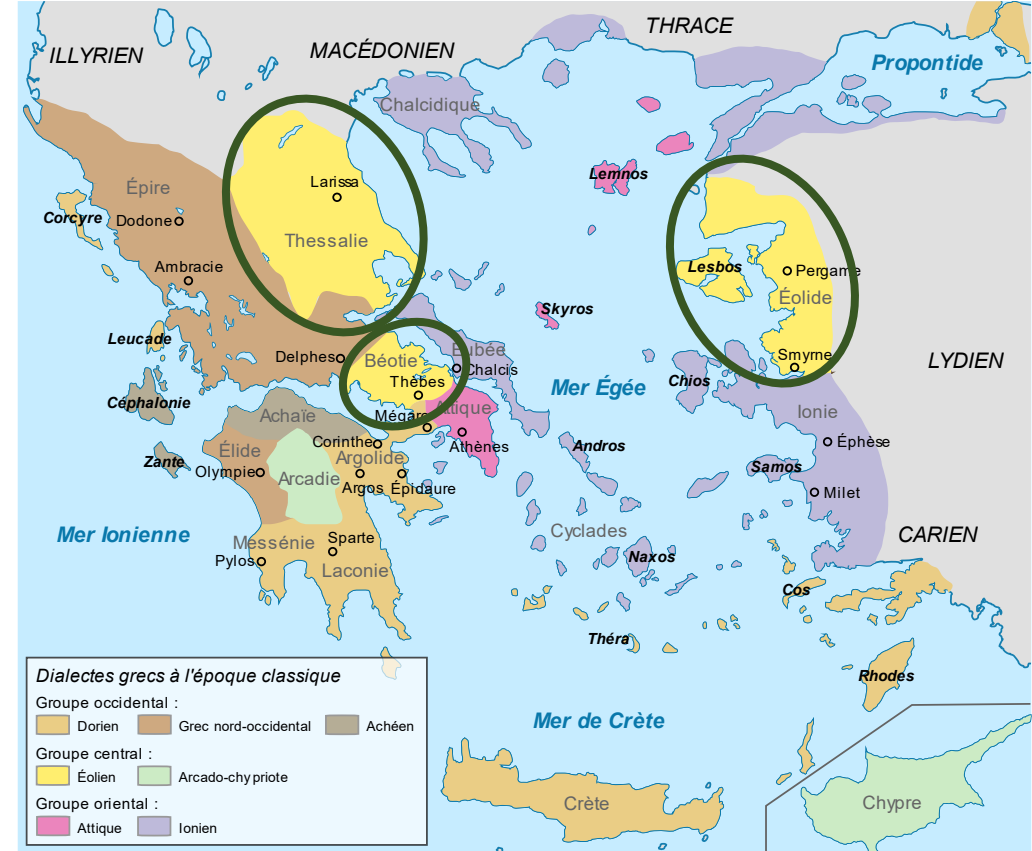 THRACE
ILLYRIEN
MACÉDONIEN
Propontide
Chalcidique
Lemnos
Larissa
Épire
Corcyre
Dodone
Thessalie
Ambracie
Lesbos
Pergame
Éolide
Skyros
Leucade
Delphes
Béotie
Eubée
Chalcis
Smyrne
LYDIEN
Thèbes
Mer Égée
Chios
Céphalonie
Achaïe
Mégare
Attique
Ionie
Corinthe
Athènes
Andros
Éphèse
Zante
Élide
Argolide
Samos
Olympie
Arcadie
Argos
Épidaure
Milet
Mer Ionienne
Messénie
Sparte
Cyclades
CARIEN
Pylos
Laconie
Naxos
Cos
Théra
Rhodes
Dialectes grecs à l'époque classique
Groupe occidental :
Dorien Grec nord-occidental Achéen
Groupe central :
Éolien Arcado-chypriote
Groupe oriental :
Attique Ionien
Mer de Crète
Crète
Chypre